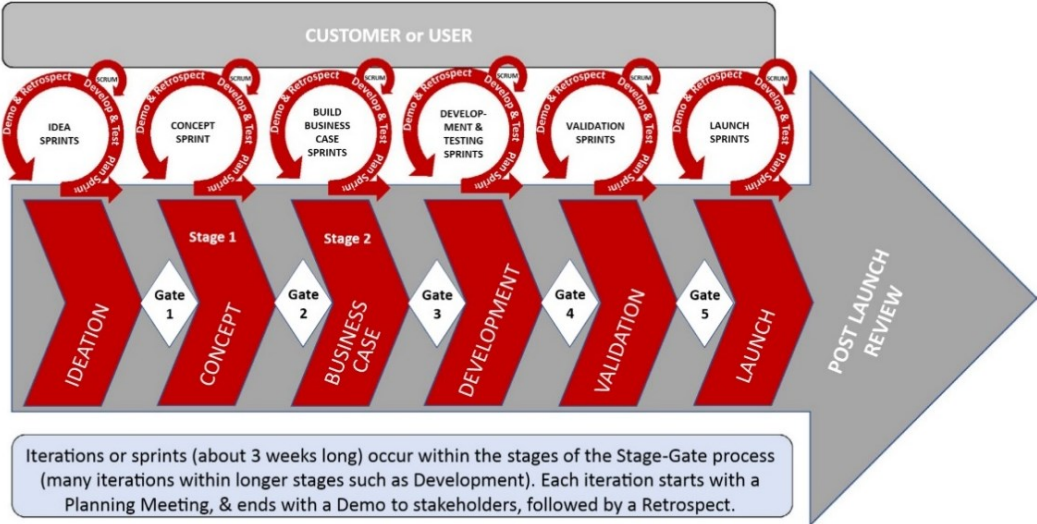 CUSTOMER or USER
Demo & Retrospect
Develop & Test
Plan Sprint
SCRUM
IDEA
SPRINTS
Demo & Retrospect
Develop & Test
Plan Sprint
SCRUM
CONCEPT
SPRINT
Demo & Retrospect
Develop & Test
Plan Sprint
SCRUM
BUILD
BUSINESS
CASE
SPRINTS
Demo & Retrospect
Develop & Test
Plan Sprint
SCRUM
DEVELOP-
MENT &
TESTING
SPRINTS
Demo & Retrospect
Develop & Test
Plan Sprint
SCRUM
VALIDATION
SPRINTS
Demo & Retrospect
Develop & Test
Plan Sprint
SCRUM
LAUNCH
SPRINTS
IDEATION
Gate
1
Stage 1
CONCEPT
Gate
2
Stage 2
BUSINESS
CASE
Gate
3
DEVELOPMENT
Gate
4
VALIDATION
Gate
5
LAUNCH
POST LAUNCH
REVIEW
Iterations or sprints (about 3 weeks long) occur within the stages of the Stage-Gate process
(many iterations within longer stages such as Development). Each iteration starts with a
Planning Meeting, & ends with a Demo to stakeholders, followed by a Retrospect.